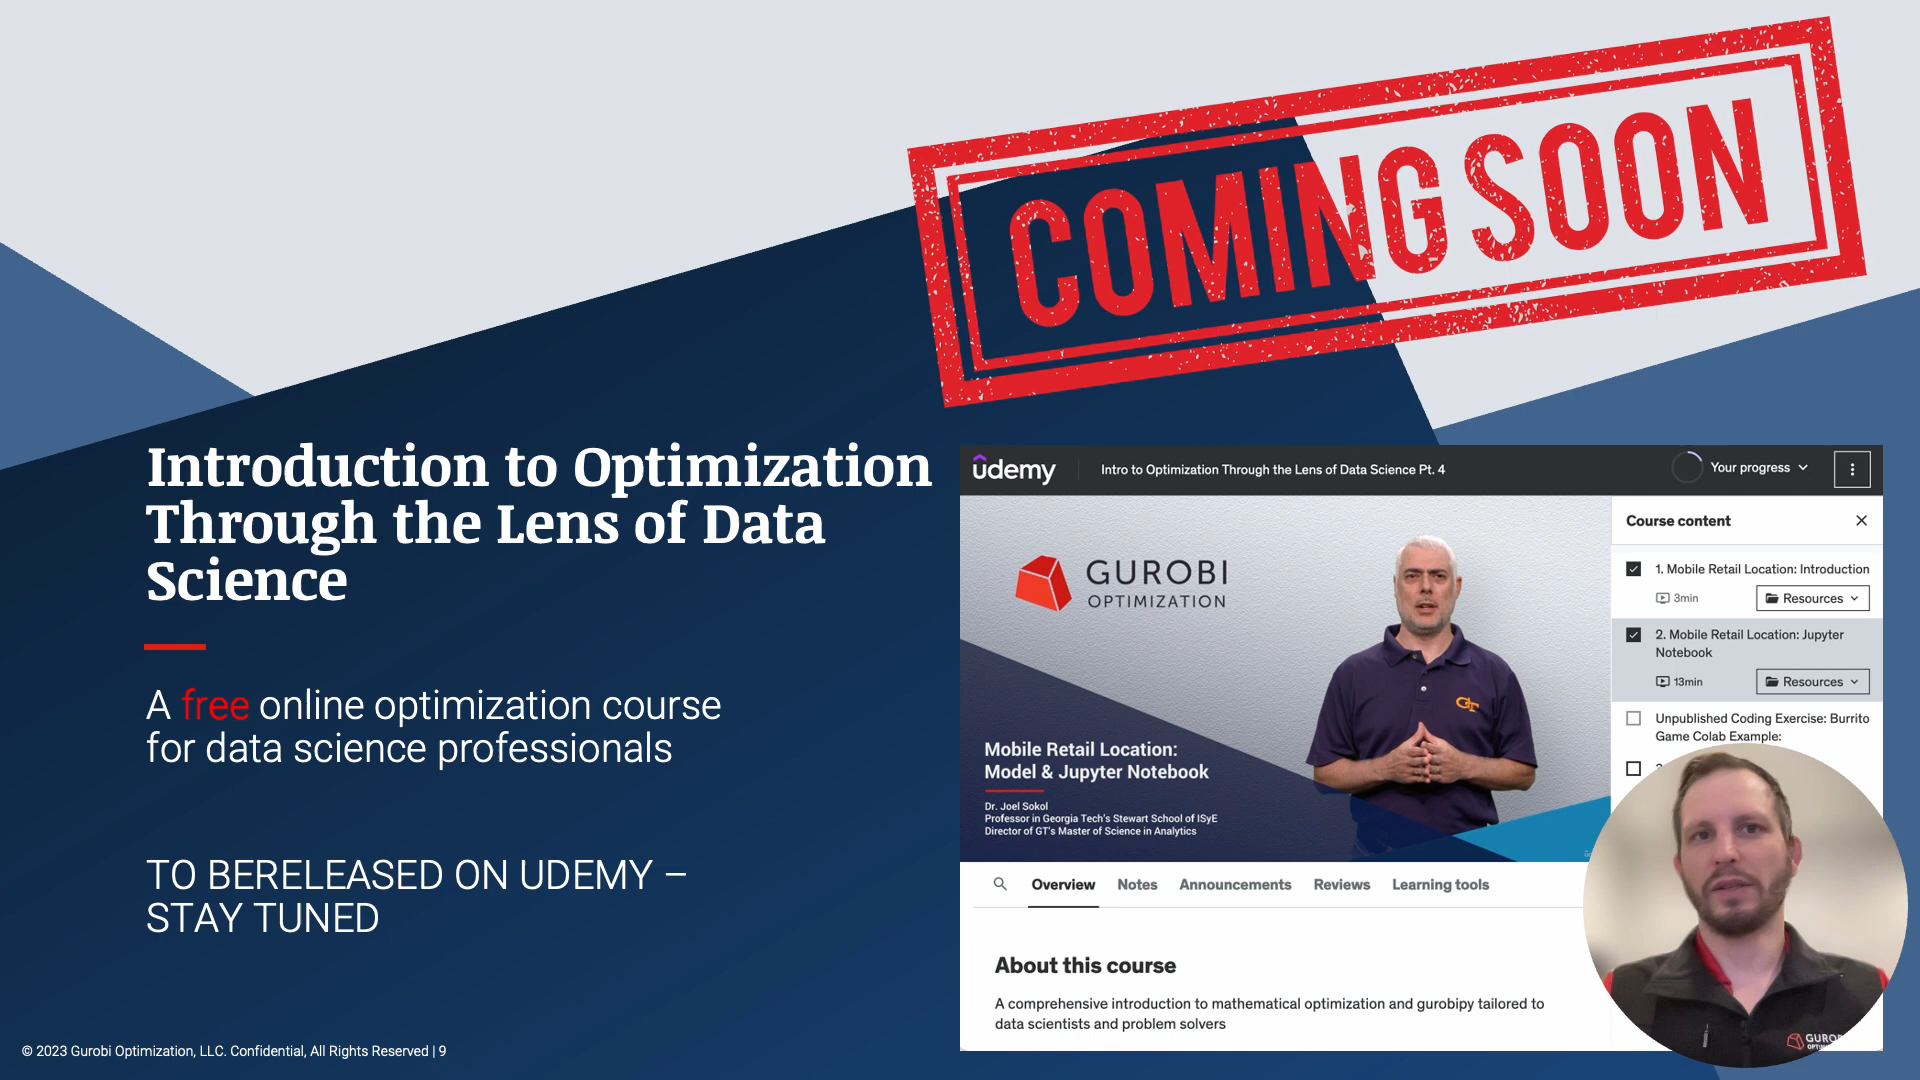 COMING SOON
Introduction to Optimization
Through the Lens of Data
Science
A free online optimization course
for data science professionals
TO BERELEASED ON UDEMY –
STAY TUNED
© 2023 Gurobi Optimization, LLC. Confidential, All Rights Reserved | 9
udemy
Intro to Optimization Through the Lens of Data Science Pt. 4
Your progress
GUROBI
OPTIMIZATION
GT
Mobile Retail Location:
Model & Jupyter Notebook
Dr. Joel Sokol
Professor in Georgia Tech's Stewart School of ISyE
Director of GT's Master of Science in Analytics
Course content
1. Mobile Retail Location: Introduction
3min
Resources
2. Mobile Retail Location: Jupyter
Notebook
13min
Resources
Unpublished Coding Exercise: Burrito
Game Colab Example:
Overview
Notes
Announcements
Reviews
Learning tools
About this course
A comprehensive introduction to mathematical optimization and gurobipy tailored to
data scientists and problem solvers